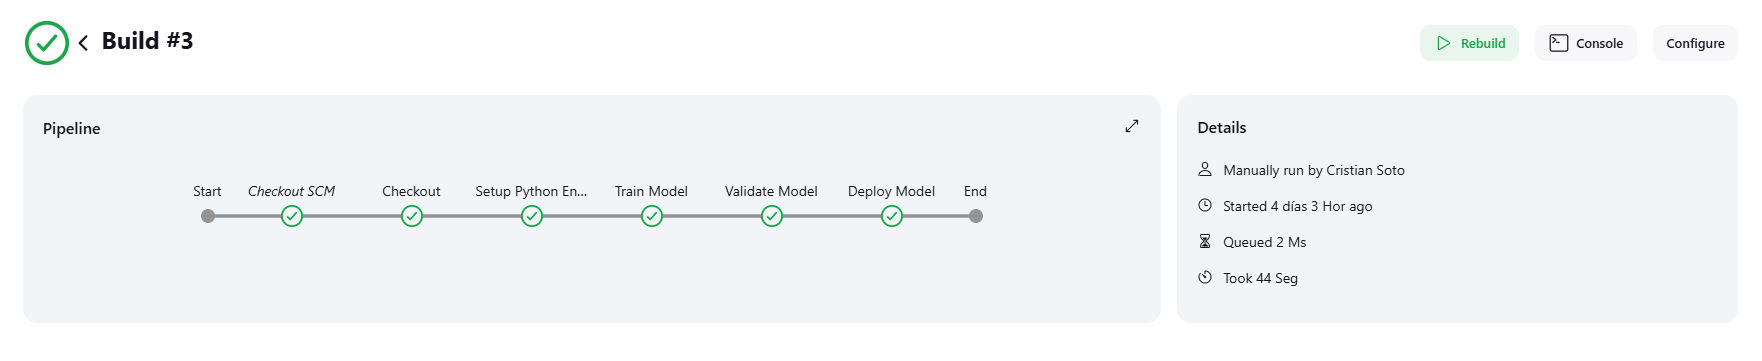 Build #3
Rebuild
Console
Configure
Pipeline
Start
Checkout SCM
Checkout
Setup Python En...
Train Model
Validate Model
Deploy Model
End
Details
Manually run by Cristian Soto
Started 4 días 3 Hor ago
Queued 2 Ms
Took 44 Seg